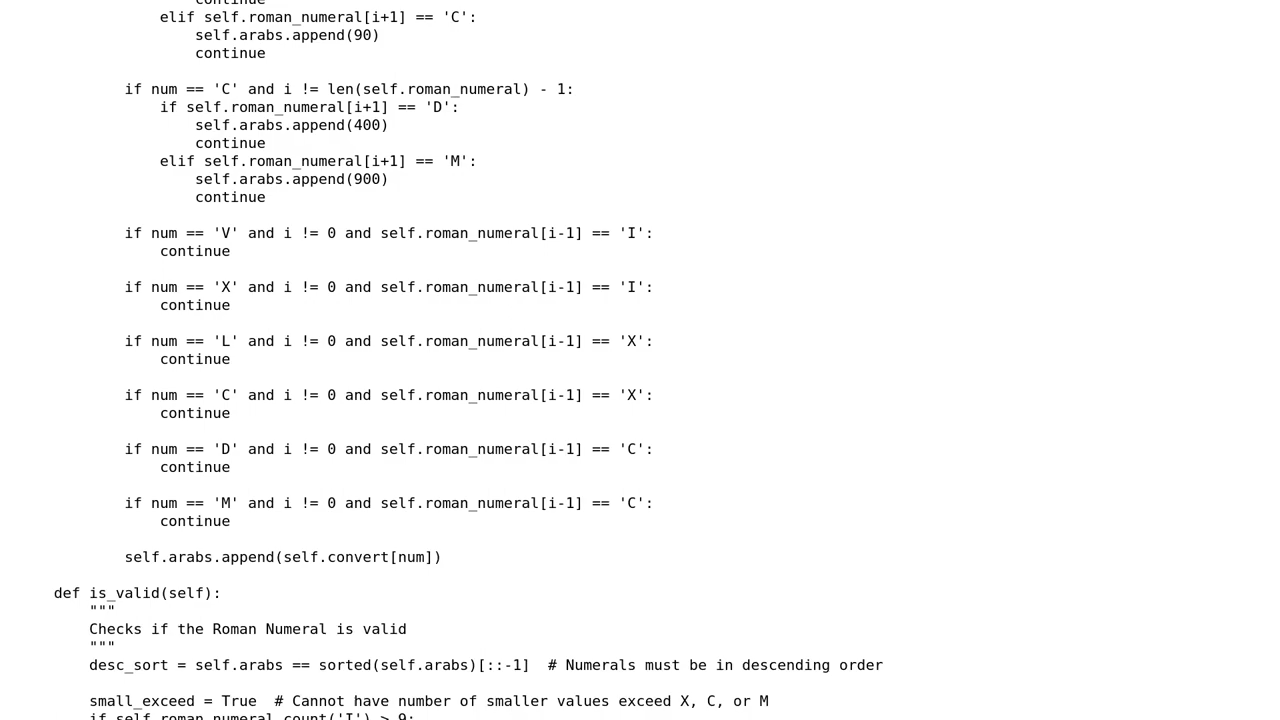 continue
elif self.roman_numeral[i+1] == 'C':
self.arabs.append(90)
continue
if num == 'C' and i != len(self.roman_numeral) - 1:
if self.roman_numeral[i+1] == 'D':
self.arabs.append(400)
continue
elif self.roman_numeral[i+1] == 'M':
self.arabs.append(900)
continue
if num == 'V' and i != 0 and self.roman_numeral[i-1] == 'I':
continue
if num == 'X' and i != 0 and self.roman_numeral[i-1] == 'I':
continue
if num == 'L' and i != 0 and self.roman_numeral[i-1] == 'X':
continue
if num == 'C' and i != 0 and self.roman_numeral[i-1] == 'X':
continue
if num == 'D' and i != 0 and self.roman_numeral[i-1] == 'C':
continue
if num == 'M' and i != 0 and self.roman_numeral[i-1] == 'C':
continue
self.arabs.append(self.convert[num])
def is_valid(self):
"""
Checks if the Roman Numeral is valid
"""
desc_sort = self.arabs == sorted(self.arabs)[::-1]  # Numerals must be in descending order
small_exceed = True  # Cannot have number of smaller values exceed X, C, or M
if self.roman_numeral.count('I') > 9: